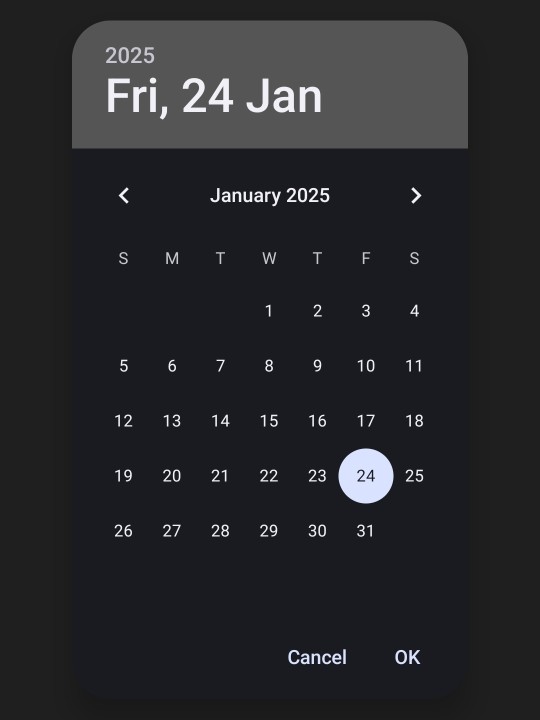 2025
Fri, 24 Jan
January 2025
S M T W T F S
1 2 3 4
5 6 7 8 9 10 11
12 13 14 15 16 17 18
19 20 21 22 23 24 25
26 27 28 29 30 31
Cancel OK